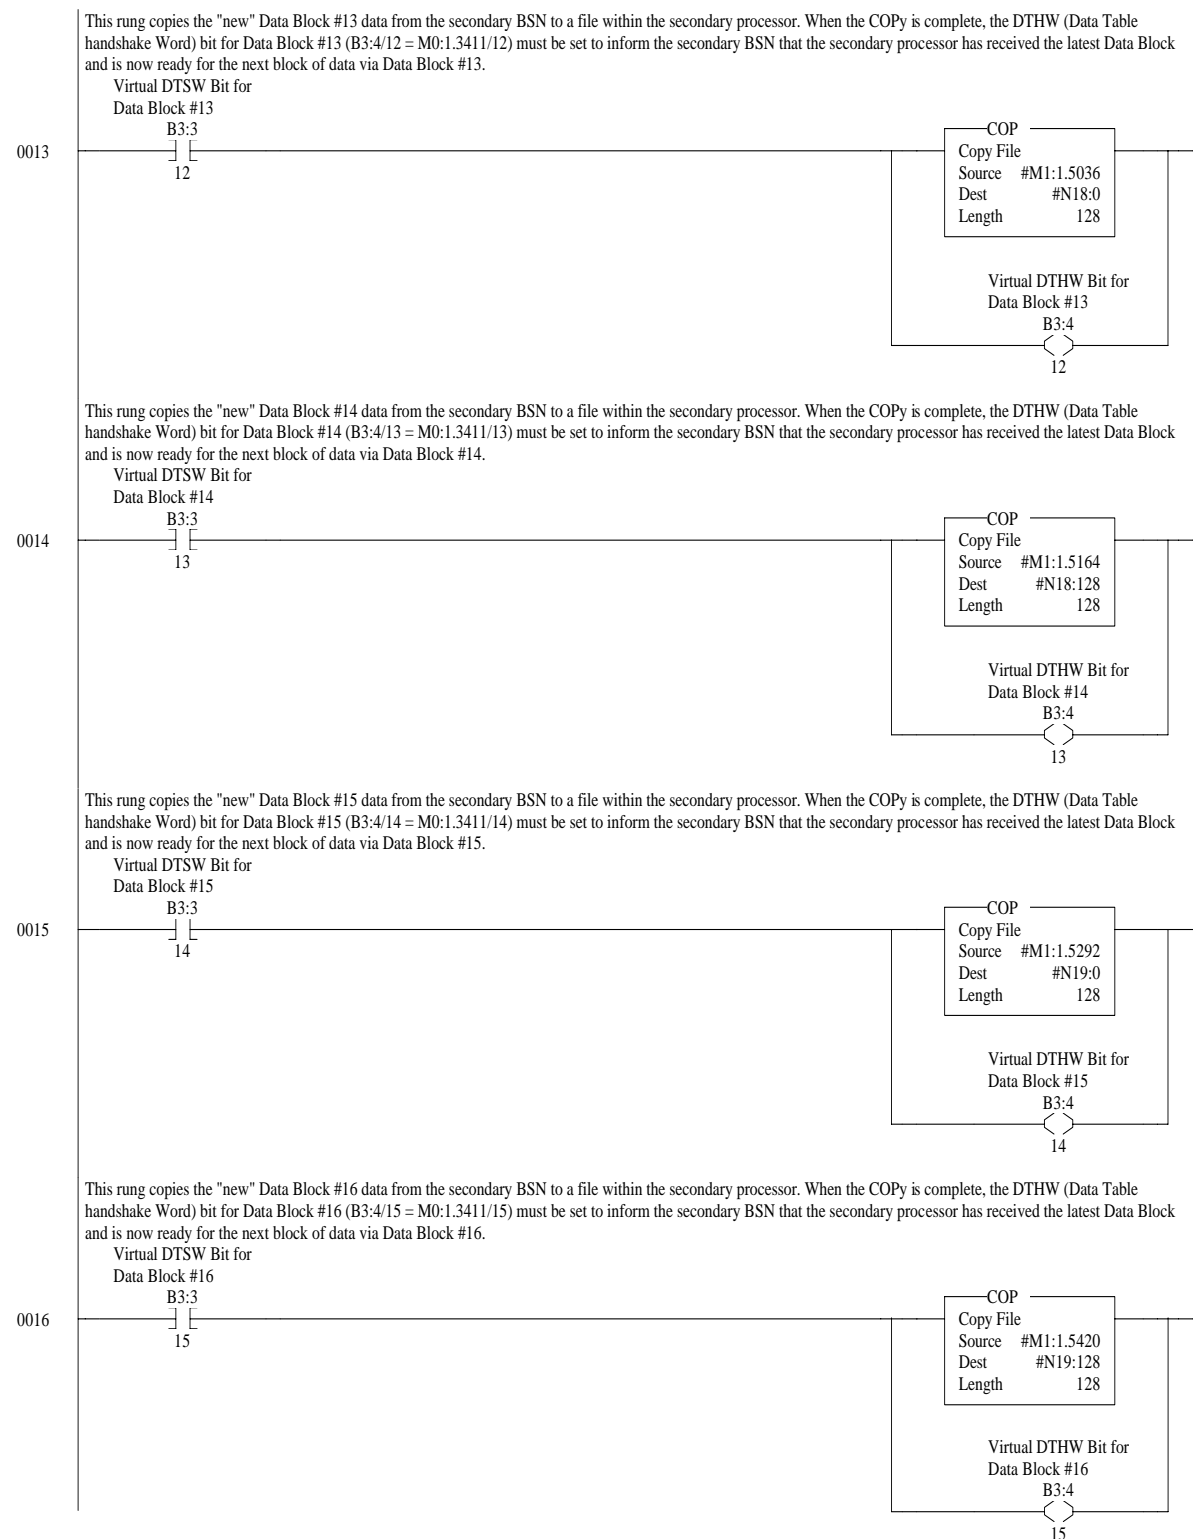 This rung copies the "new" Data Block #13 data from the secondary BSN to a file within the secondary processor. When the COPy is complete, the DTHW (Data Table
handshake Word) bit for Data Block #13 (B3:4/12 = M0:1.3411/12) must be set to inform the secondary BSN that the secondary processor has received the latest Data Block
and is now ready for the next block of data via Data Block #13.
Virtual DTSW Bit for
Data Block #13
B3:3
12
0013
COP
Copy File
Source #M1:1.5036
Dest #N18:0
Length 128
Virtual DTHW Bit for
Data Block #13
B3:4
12
This rung copies the "new" Data Block #14 data from the secondary BSN to a file within the secondary processor. When the COPy is complete, the DTHW (Data Table
handshake Word) bit for Data Block #14 (B3:4/13 = M0:1.3411/13) must be set to inform the secondary BSN that the secondary processor has received the latest Data Block
and is now ready for the next block of data via Data Block #14.
Virtual DTSW Bit for
Data Block #14
B3:3
13
0014
COP
Copy File
Source #M1:1.5164
Dest #N18:128
Length 128
Virtual DTHW Bit for
Data Block #14
B3:4
13
This rung copies the "new" Data Block #15 data from the secondary BSN to a file within the secondary processor. When the COPy is complete, the DTHW (Data Table
handshake Word) bit for Data Block #15 (B3:4/14 = M0:1.3411/14) must be set to inform the secondary BSN that the secondary processor has received the latest Data Block
and is now ready for the next block of data via Data Block #15.
Virtual DTSW Bit for
Data Block #15
B3:3
14
0015
COP
Copy File
Source #M1:1.5292
Dest #N19:0
Length 128
Virtual DTHW Bit for
Data Block #15
B3:4
14
This rung copies the "new" Data Block #16 data from the secondary BSN to a file within the secondary processor. When the COPy is complete, the DTHW (Data Table
handshake Word) bit for Data Block #16 (B3:4/15 = M0:1.3411/15) must be set to inform the secondary BSN that the secondary processor has received the latest Data Block
and is now ready for the next block of data via Data Block #16.
Virtual DTSW Bit for
Data Block #16
B3:3
15
0016
COP
Copy File
Source #M1:1.5420
Dest #N19:128
Length 128
Virtual DTHW Bit for
Data Block #16
B3:4
15